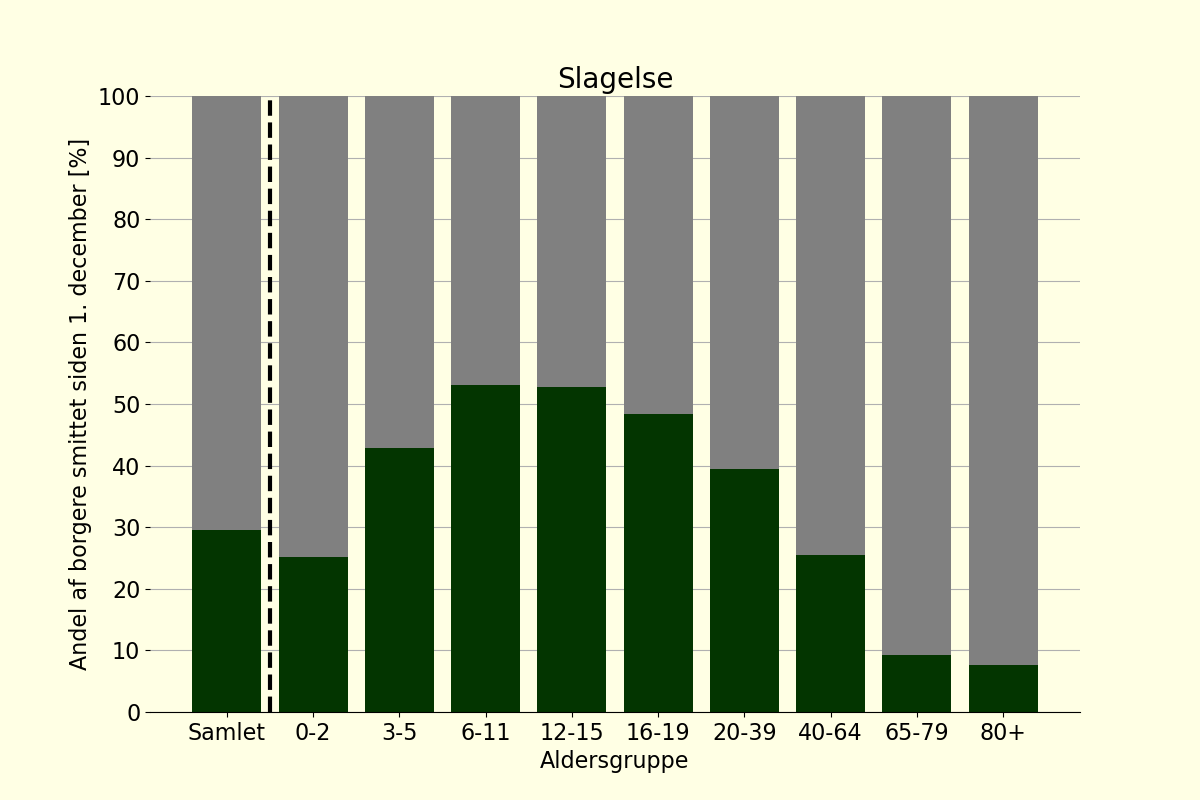 Slagelse
Andel af borgere smittet siden 1. december [%]
100
90
80
70
60
50
40
30
20
10
0
Samlet 0-2 3-5 6-11 12-15 16-19 20-39 40-64 65-79 80+
Aldersgruppe